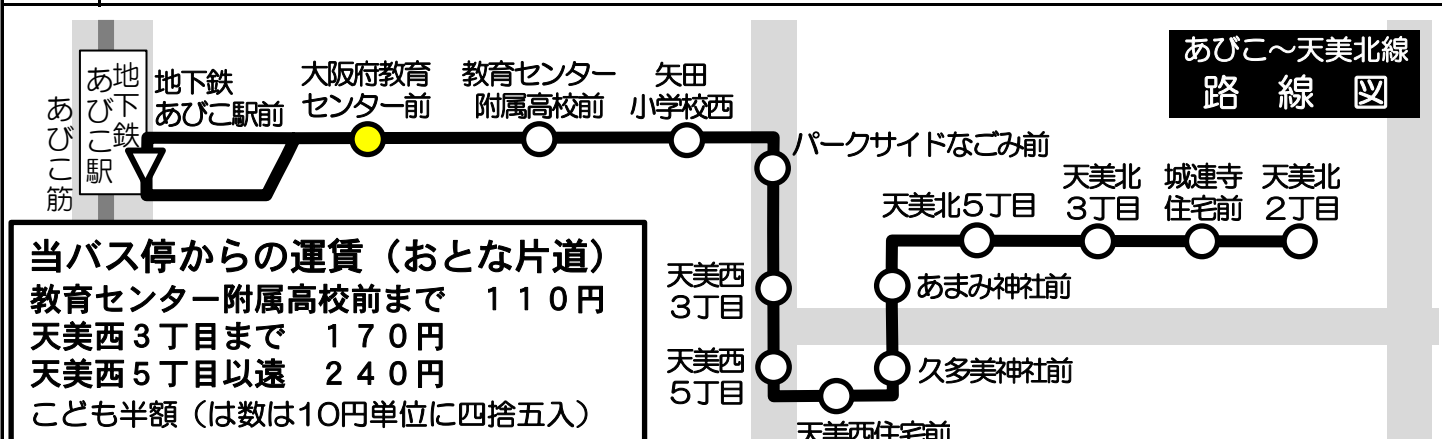 あびこ～天美北線
路線図
あびこ筋
地下鉄
あびこ駅
地下鉄
あびこ駅前
大阪府教育
センター前
教育センター
附属高校前
矢田
小学校西
パークサイドなごみ前
天美西
3丁目
天美西
5丁目
天美西住宅前
久多美神社前
あまみ神社前
天美北5丁目
天美北
3丁目
城連寺
住宅前
天美北
2丁目
当バス停からの運賃（おとな片道）
教育センター附属高校前まで　１１０円
天美西３丁目まで　１７０円
天美西５丁目以遠　２４０円
こども半額（は数は10円単位に四捨五入）